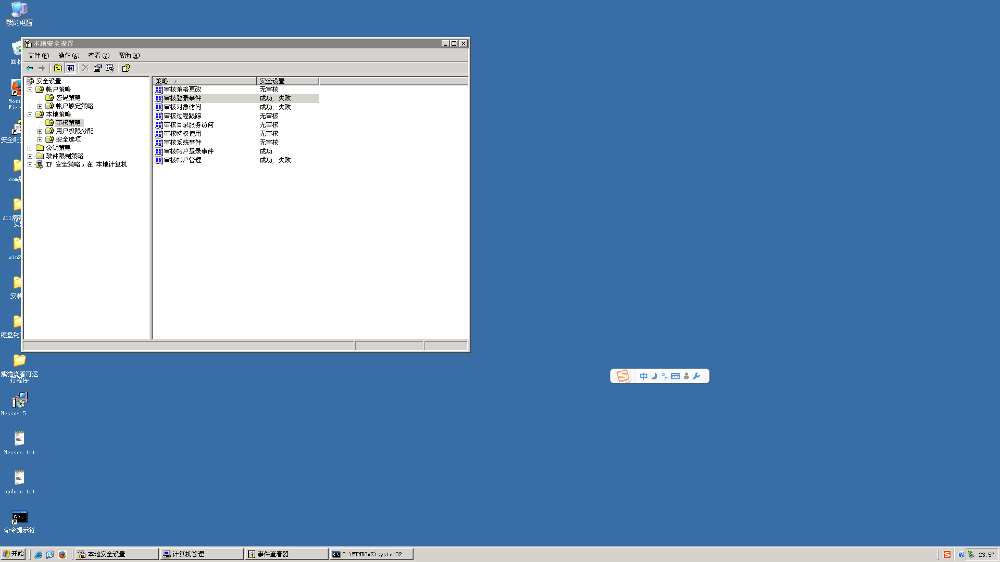 我的电脑
回收
Mozi
Fire
安全配
com病
dll病毒
实
win2
安装
键盘钩
熊猫烧香可运
行程序
Nessus-5....
Nessus.txt
update.txt
命令提示符
本地安全设置
文件(F) 操作(A) 查看(V) 帮助(H)
安全设置
帐户策略
密码策略
帐户锁定策略
本地策略
审核策略
用户权限分配
安全选项
公钥策略
软件限制策略
IP 安全策略，在 本地计算机
策略 安全设置
审核策略更改 无审核
审核登录事件 成功, 失败
审核对象访问 成功, 失败
审核过程跟踪 无审核
审核目录服务访问 无审核
审核特权使用 无审核
审核系统事件 无审核
审核帐户登录事件 成功
审核帐户管理 成功, 失败
S 中
开始 本地安全设置 计算机管理 事件查看器 C:\WINDOWS\system32... S 23:57